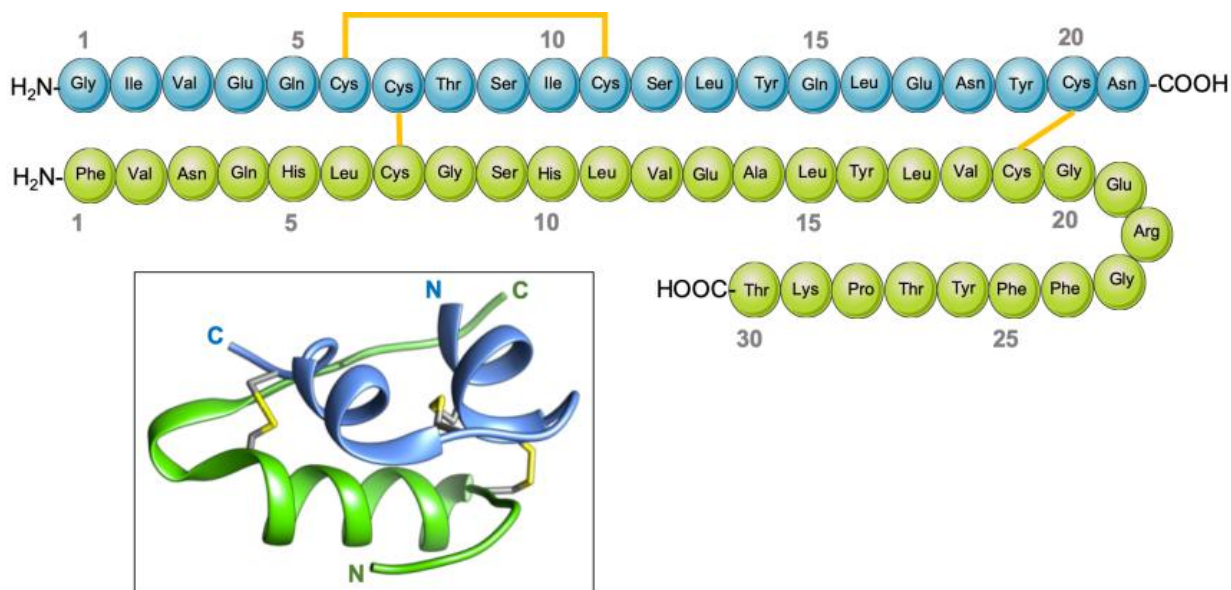 1 5 10 15 20
H₂N- Gly Ile Val Glu Gln Cys Cys Thr Ser Ile Cys Ser Leu Tyr Gln Leu Glu Asn Tyr Cys Asn -COOH
H₂N- Phe Val Asn Gln His Leu Cys Gly Ser His Leu Val Glu Ala Leu Tyr Leu Val Cys Gly Glu
1 5 10 15 20
Arg
HOOC- Thr Lys Pro Thr Tyr Phe Phe Gly
30 25
N C
C
N